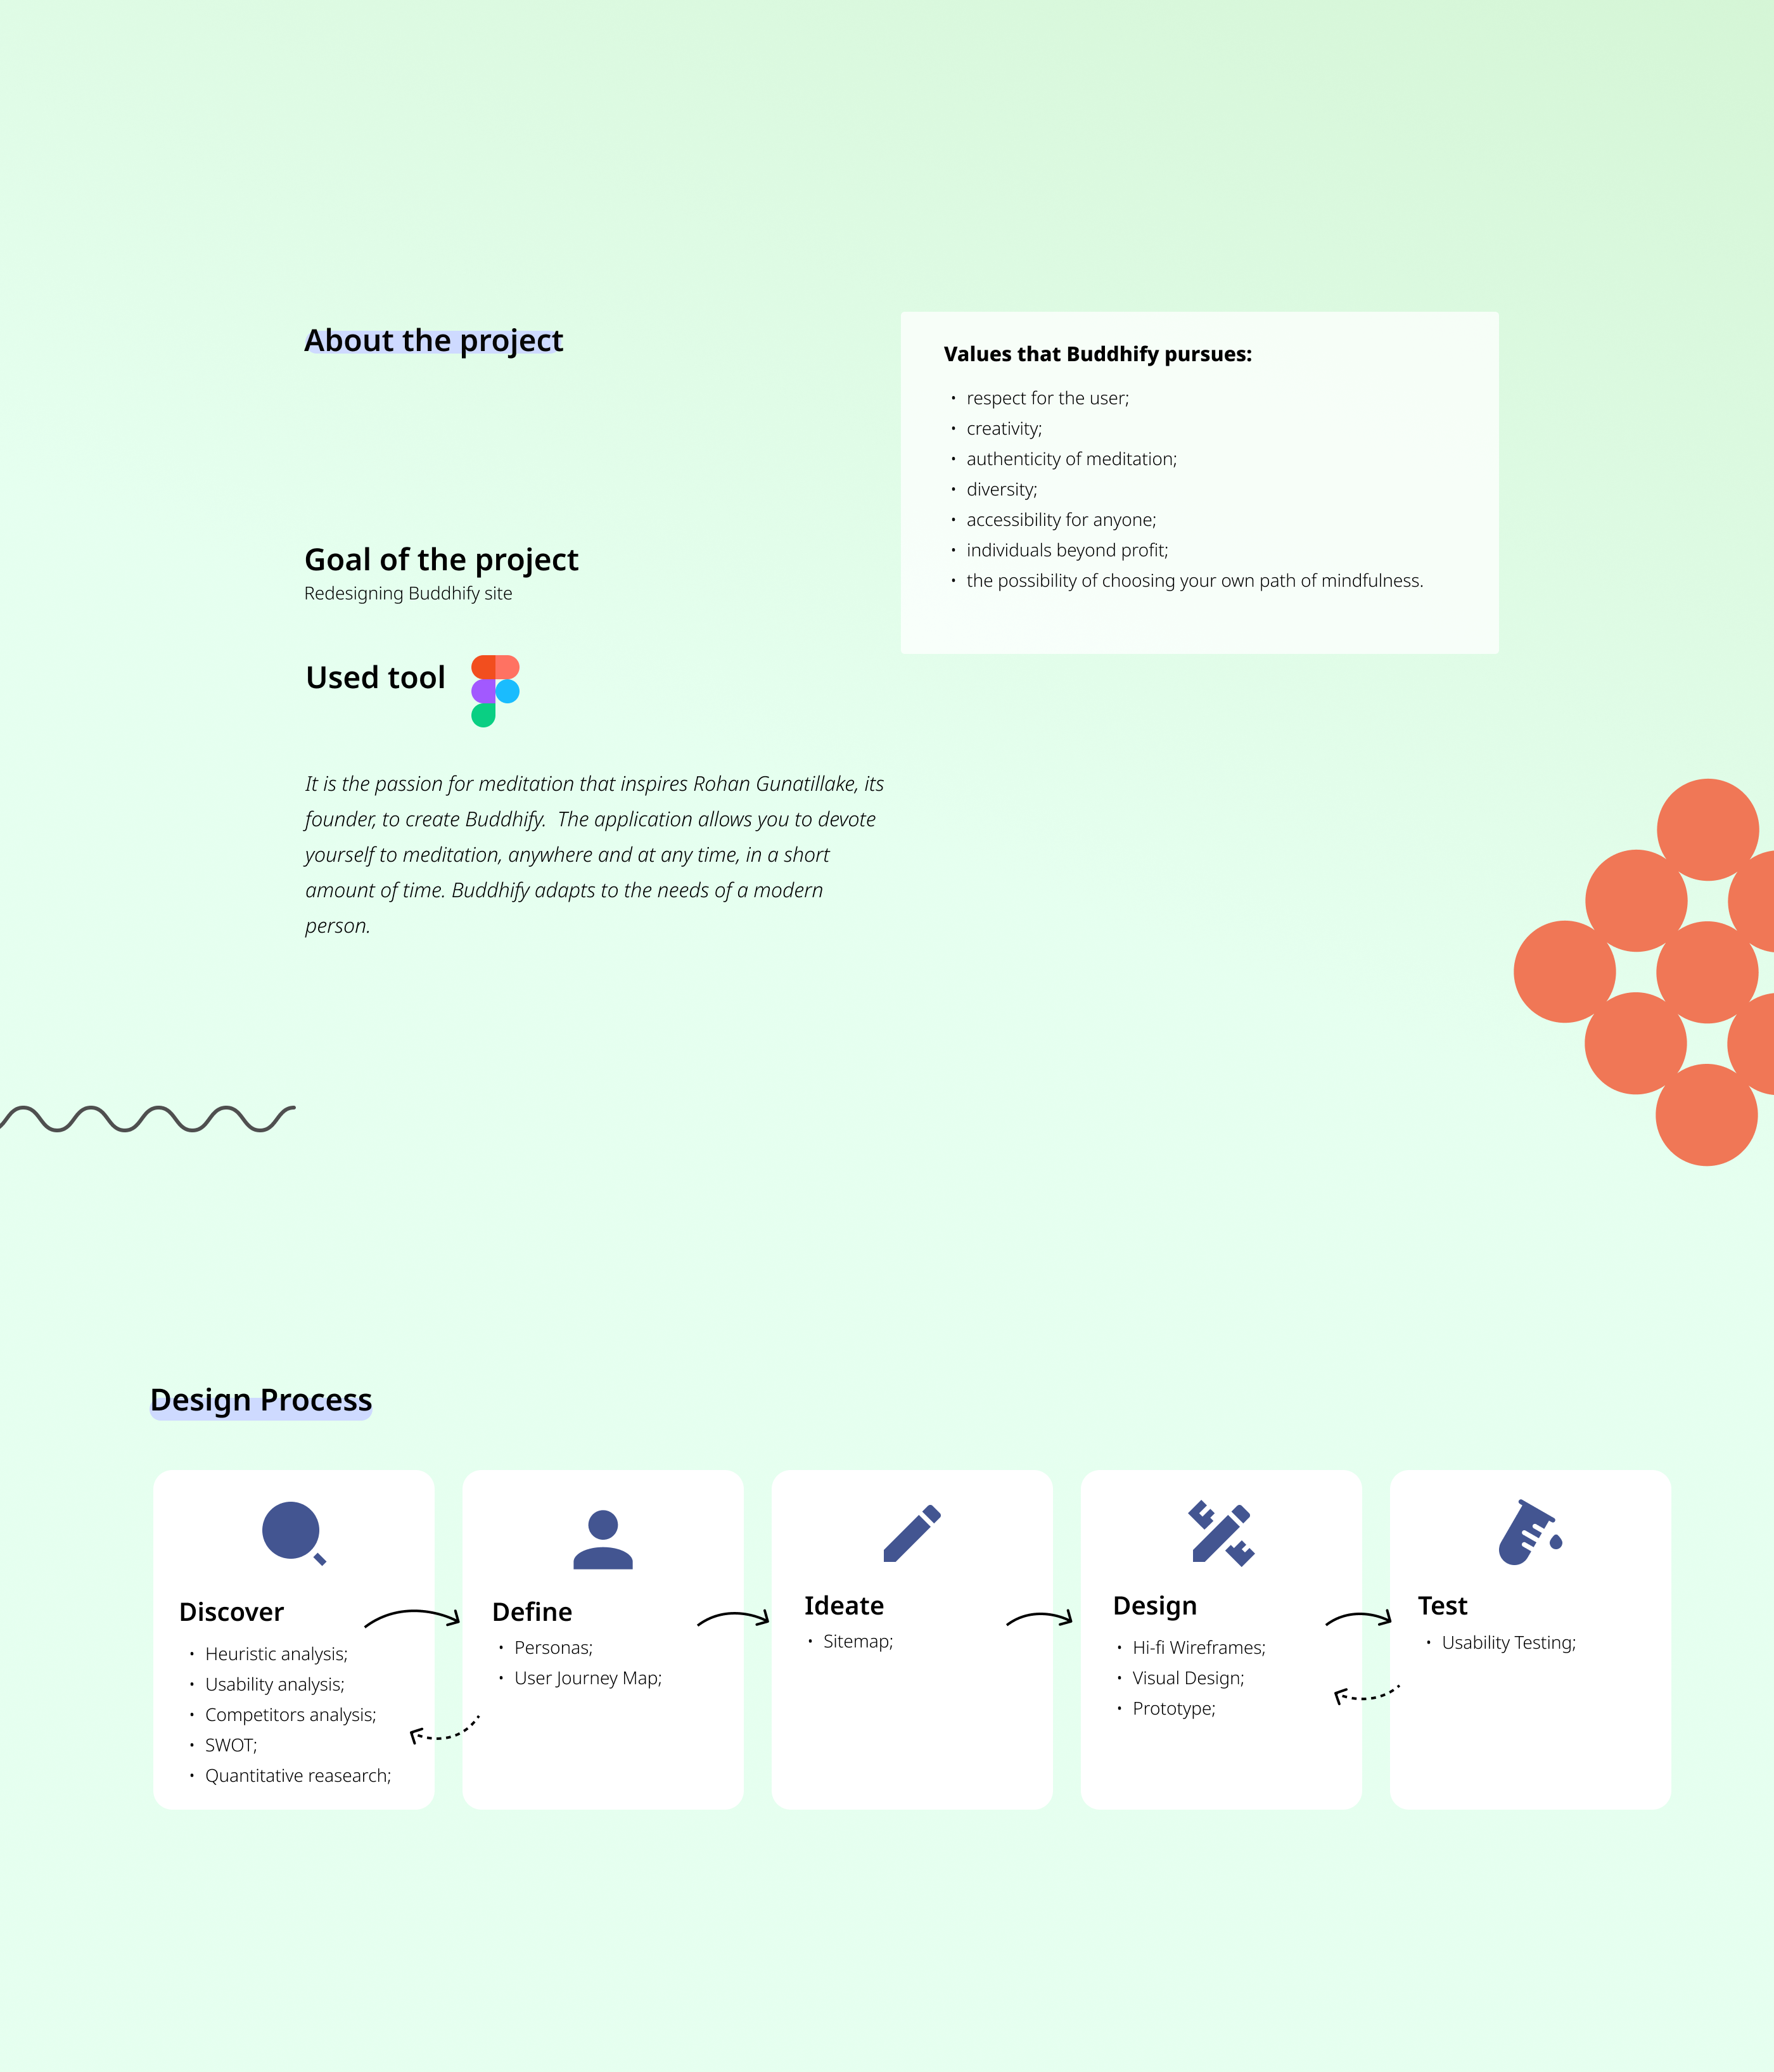 About the project
Goal of the project
Redesigning Buddhify site
Used tool
It is the passion for meditation that inspires Rohan Gunatillake, its
founder, to create Buddhify.  The application allows you to devote
yourself to meditation, anywhere and at any time, in a short
amount of time. Buddhify adapts to the needs of a modern
person.
Values that Buddhify pursues:
• respect for the user;
• creativity;
• authenticity of meditation;
• diversity;
• accessibility for anyone;
• individuals beyond profit;
• the possibility of choosing your own path of mindfulness.
Design Process
Discover
• Heuristic analysis;
• Usability analysis;
• Competitors analysis;
• SWOT;
• Quantitative reasearch;
Define
• Personas;
• User Journey Map;
Ideate
• Sitemap;
Design
• Hi-fi Wireframes;
• Visual Design;
• Prototype;
Test
• Usability Testing;